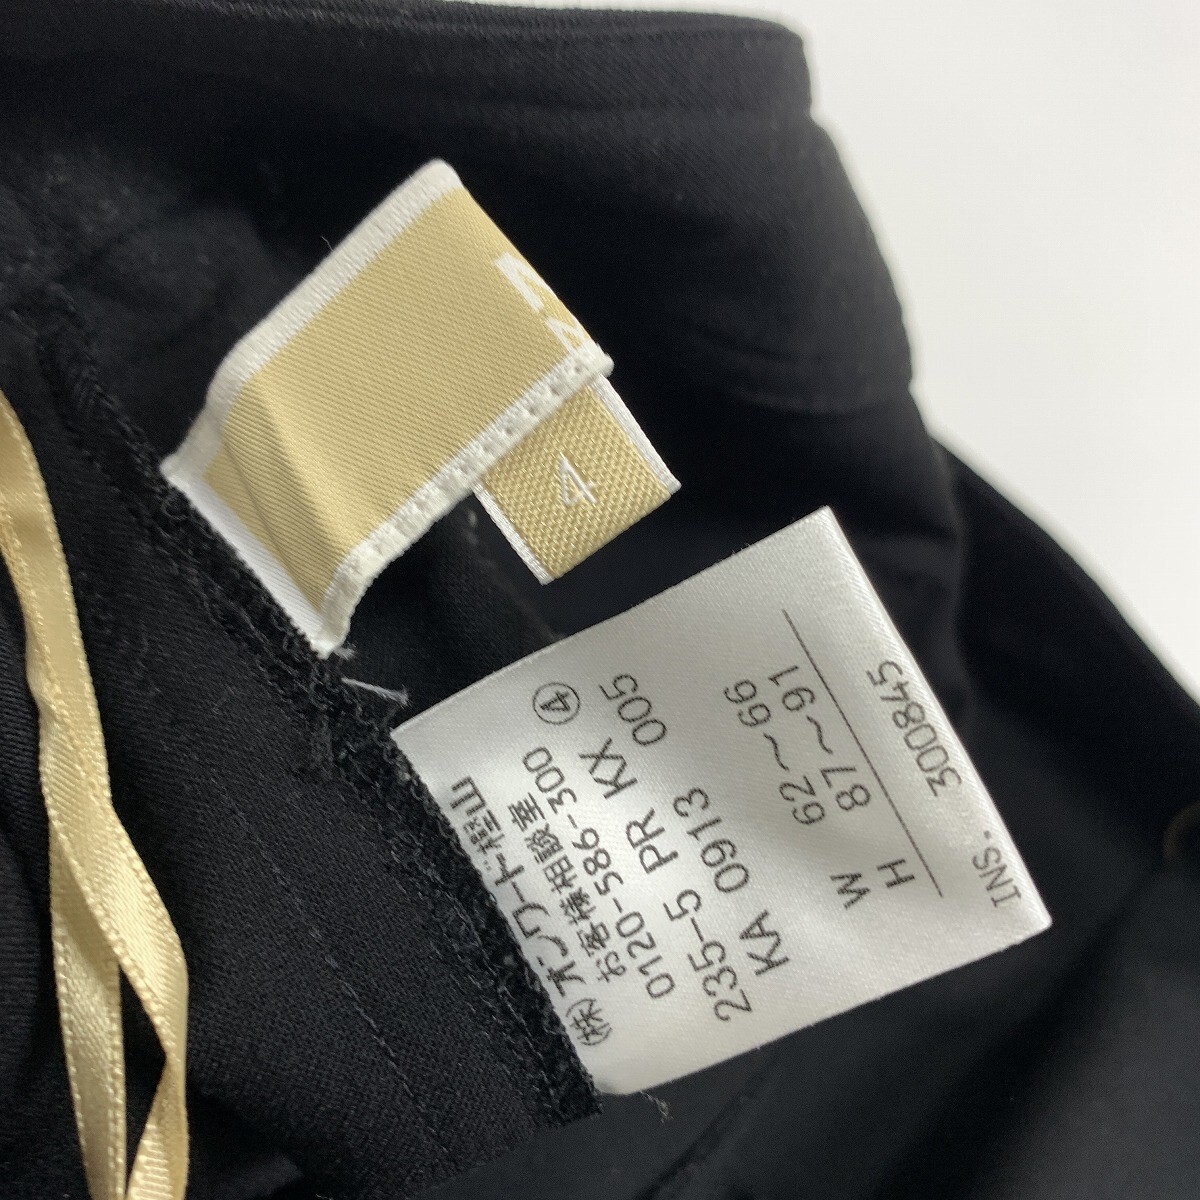 4
(株)オンワード樫山
お客様相談室
0120-586-300 ④
235-5 PR KX 005
KA 0913
W 62～66
H 87～91
INS. 300845